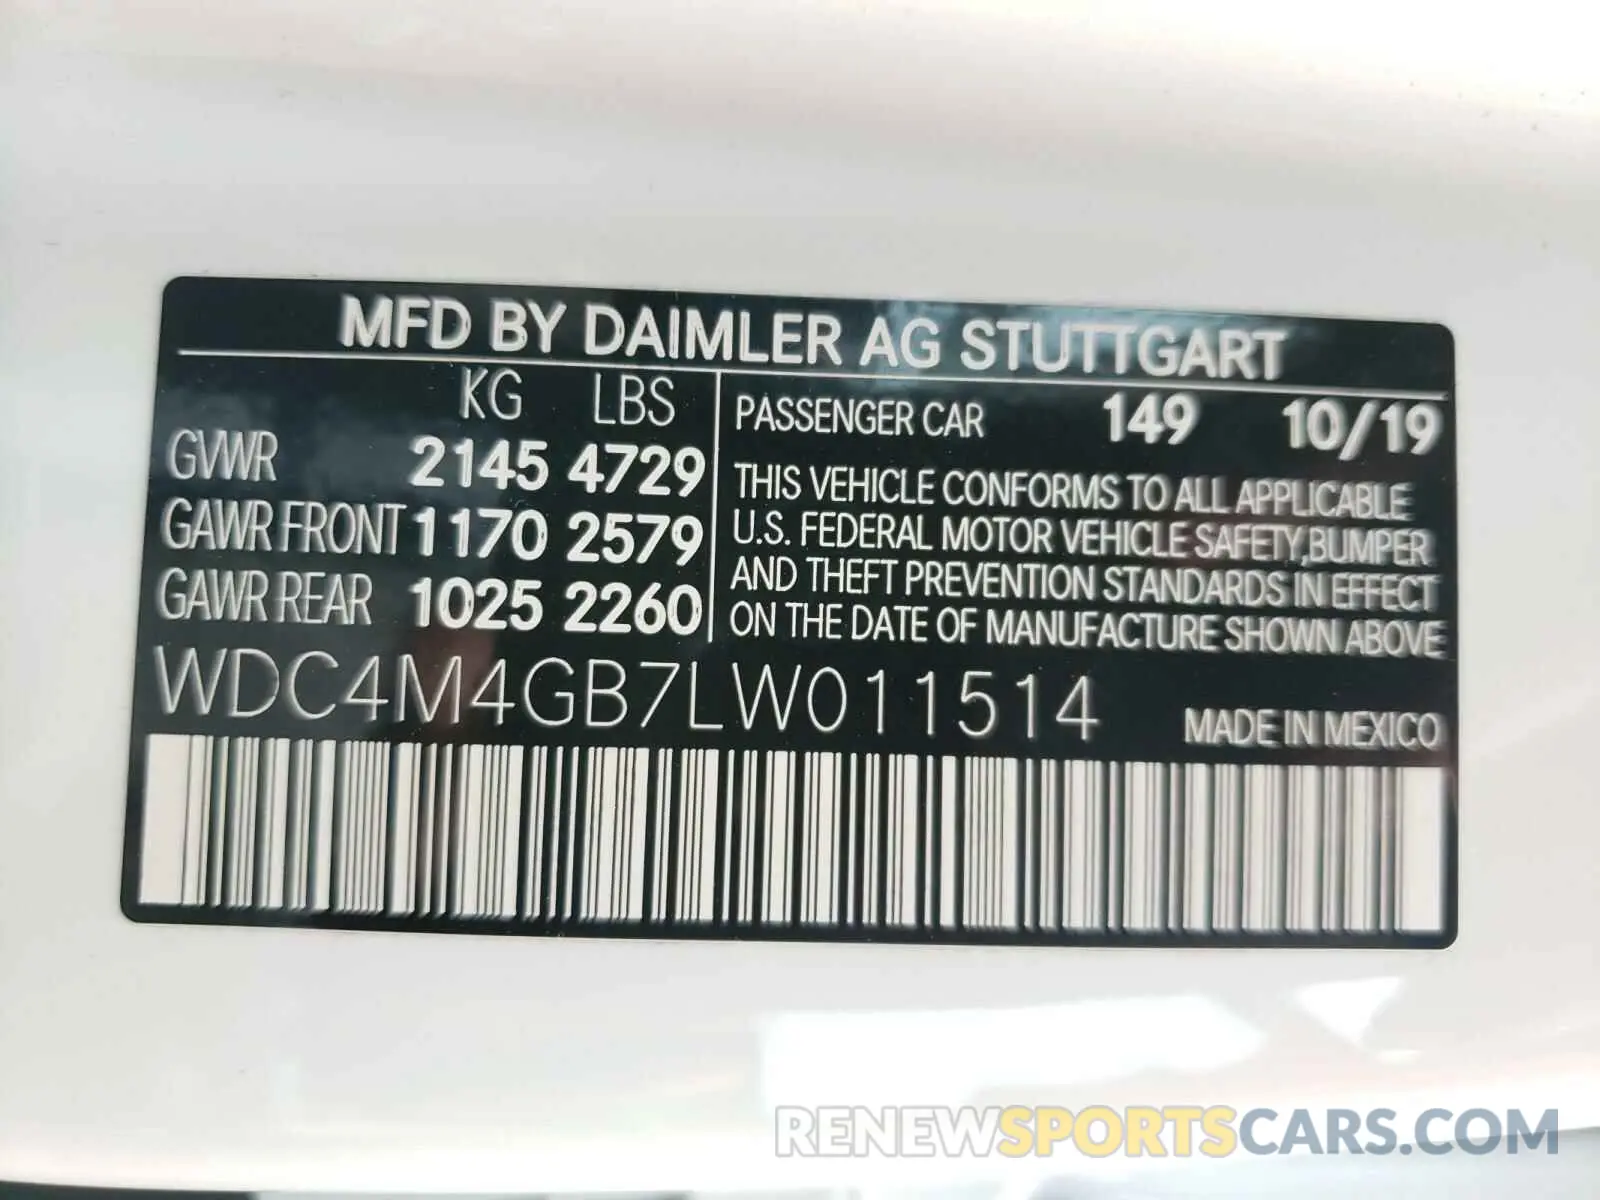 MFD BY DAIMLER AG STUTTGART
KG LBS
GVWR 2145 4729
GAWR FRONT 1170 2579
GAWR REAR 1025 2260
PASSENGER CAR 149 10/19
THIS VEHICLE CONFORMS TO ALL APPLICABLE
U.S. FEDERAL MOTOR VEHICLE SAFETY,BUMPER
AND THEFT PREVENTION STANDARDS IN EFFECT
ON THE DATE OF MANUFACTURE SHOWN ABOVE
WDC4M4GB7LW011514
MADE IN MEXICO
RENEWSPORTSCARS.COM